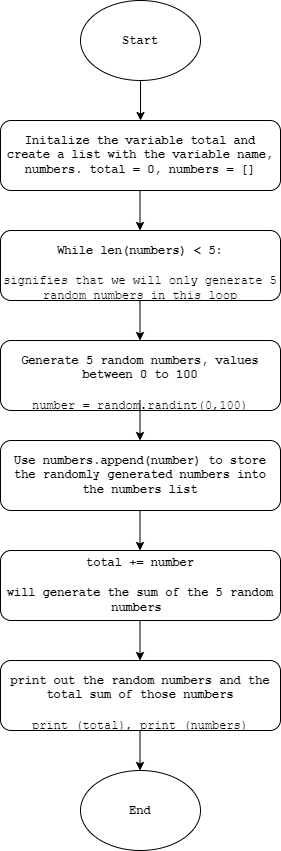 Start
Initalize the variable total and
create a list with the variable name,
numbers. total = 0, numbers = []
While len(numbers) < 5:
signifies that we will only generate 5
random numbers in this loop
Generate 5 random numbers, values
between 0 to 100
number = random.randint(0,100)
Use numbers.append(number) to store
the randomly generated numbers into
the numbers list
total += number
will generate the sum of the 5 random
numbers
print out the random numbers and the
total sum of those numbers
print (total), print (numbers)
End